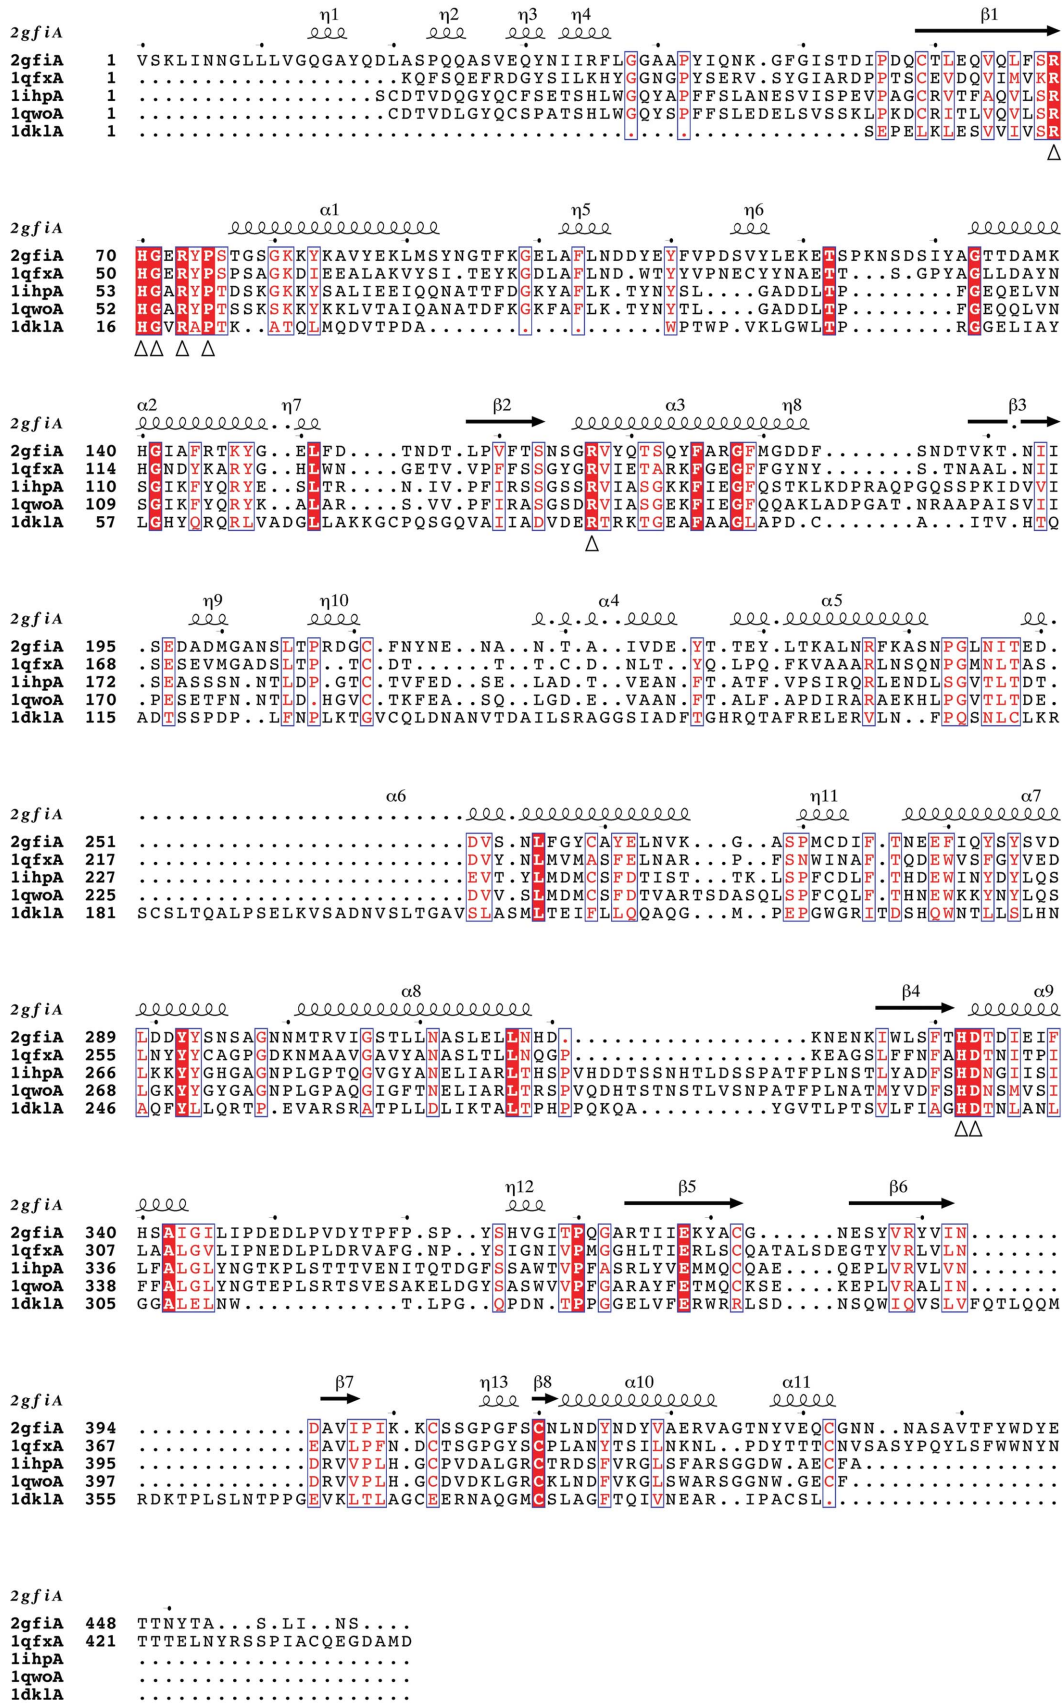 η1 η2 η3 η4 β1
2gfiA
2gfiA 1 VSKLINNGLLLVGQGAYQDLASPQQASVEQYNIIRFLGGAAPYIQNK.GFGISTDIPDQCTLEQVQLFSR
1qfxA 1 ....................KQFSQEFRDGYSILKHYGGNGPYSERV.SYGIARDPPTSCEVDQVIMVKR
1ihpA 1 ..................SCDTVDQGYQCFSETSHLWGQYAPFFSLANESVISPEVPAGCRVTFAQVLSR
1qwoA 1 ...................CDTVDLGYQCSPATSHLWGQYSPFFSLEDELSVSSKLPKDCRITLVQVLSR
1dklA 1 .......................................................SEPELKLESVVIVSR
α1 η5 η6
2gfiA
2gfiA 70 HGERYPSTGSGKKYKAVYEKLMSYNGTFKGELAFLNDDYEYFVPDSVYLEKETSPKNSDSIYAGTTDAMK
1qfxA 50 HGERYPSPSAGKDIEEALAKVYSI.TEYKGDLAFLND.WTYYVPNECYYNAETT...SGPYAGLLDAYN
1ihpA 53 HGARYPTDSKGKKYSALIEEIQQNATTFDGKYAFLK.TYNYSL....GADDLTP........FGEQELVN
1qwoA 52 HGARYPTSSKSKKYKKLVTAIQANATDFKGKFAFLK.TYNYTL....GADDLTP........FGEQQLVN
1dklA 16 HGVRAPTK..ATQLMQDVTPDA..................WPTWP.VKLGWLTP........RGGELIAY
α2 η7 β2 α3 η8 β3
2gfiA
2gfiA 140 HGIAFRTKYG..ELFD....TNDT.LPVFTSNSGRVYQTSQYFARGFMGDDF.......SNDTVKT.NII
1qfxA 114 HGNDYKARYG..HLWN....GETV.VPFFSSGYGRVIETARKFGEGFFGYNY.......STNAAL.NII
1ihpA 110 SGIKFYQRYE..SLTR....N.IV.PFIRSSGSSRVIASGKKFIEGFQSTKLKDPRAQPGQSSPKIDVVI
1qwoA 109 SGIKFYQRYK..ALAR....S.VV.PFIRASGSDRVIASGEKFIEGFQQAKLADPGAT.NRAAPAISVII
1dklA 57 LGHYQRQRLVADGLLAKKGCPQSGQVAIIADVDERTRKTGEAFAAGLAPD.C......A...ITV.HTQ
η9 η10 α4 α5
2gfiA
2gfiA 195 .SEDADMGANSLTPRDGC.FNYNE..NA..N.T.A..IVDE.YT.TEY.LTKALNRFKASNPGLNITED.
1qfxA 168 .SESEVMGADSLTP..TC.DT.....T..T.C.D..NLT..YQ.LPQ.FKVAAARLNSQNPGMNLTAS.
1ihpA 172 .SEASSSN.NTLDP.GTC.TVFED..SE..LAD.T..VEAN.FT.ATF.VPSIRQRLENDLSGVTLTDT.
1qwoA 170 .PESETFN.NTLD.HGVC.TKFEA..SQ..LGD.E..VAAN.FT.ALF.APDIRARAEKHLPGVTLTDE.
1dklA 115 ADTSSPDP..LFNPLKTGVCQLDNANVTDAILSRAGGSIADFTGHRQTAFRELERVLN..FPQSNLCLKR
α6 η11 α7
2gfiA
2gfiA 251 .........................DVS.NLFGYCAYELNVK..G..ASPMCDIF.TNEEFIQYSYSVD
1qfxA 217 .........................DVY.NLMVMASFELNAR..P..FSNWINAF.TQDEWVSFGYVED
1ihpA 227 .........................EVT.YLMDMCSFDTIST...TK.LSPFCDLF.THDEWINYDYLQS
1qwoA 225 .........................DVV.SLMDMCSFDTVARTSDASQLSPFCQLF.THNEWKKYNYLQS
1dklA 181 SCSLTQALPSELKVSADNVSLTGAVSLASMLTEIFLLQQAQG...M..PEPGWGRITDSHQWNTLLSLHN
α8 β4 α9
2gfiA
2gfiA 289 LDDYYYSNSAGNNMTRVIGSTLLNASLELLNHD...................KNENKIWLSFTHDTDIEIF
1qfxA 255 LNYYYCAGPGDKNMAAVGAVYANASLTLLNQGP..................KEAGSLFFNFAHDTNITPI
1ihpA 266 LKKYYGHGAGNPLGPTQGVGYANELIARLTHSPVHDDTSSNHTLDSSPATFPLNSTLYADFSHDNGIISI
1qwoA 268 LGKYYGYGAGNPLGPAQGIGFTNELIARLTRSPVQDHTSTNSTLVSNPATFPLNATMYVDFSHDNSMVSI
1dklA 246 AQFYLLQRTP.EVARSRATPLLDLIKTALTPHPPQKQA..........YGVTLPTSVLFIAGHDTNLANL
η12 β5 β6
2gfiA
2gfiA 340 HSAIGILIPDEDLPVDYTPFP.SP..YSHVGITPQGARTIIEKYACG.......NESYVRYVIN.......
1qfxA 307 LAALGVLIPNEDLPLDRVAFG.NP..YSIGNIVPMGGHLTIERLSCQATALSDEGTYVRLVLN.......
1ihpA 336 LFALGLYNGTKPLSTTTVENITQTDGFSSAWTVPFASRLYVEMMQCQAE.....QEPLVRVLVN.......
1qwoA 338 FFALGLYNGTEPLSRTSVESAKELDGYSASWVVPFGARAYFETMQCKSE.....KEPLVRALIN.......
1dklA 305 GGALELNW............T.LPG..QPDN.TPPGGELVFERWRRLSD....NSQWIQVSLVFQTLQQM
β7 η13 β8 α10 α11
2gfiA
2gfiA 394 .............DAVIPIK.KCSSGPGFSCNLNDYNDYVAERVAGTNYVEQCGNN..NASAVTFYWDYE
1qfxA 367 .............EAVLPFN.DCTSGPGYSCPLANYTSILNKNL..PDYTTTCNVSASYPQYLSFWWNYN
1ihpA 395 .............DRVVPLH.GCPVDALGRCTRDSFVRGLSFARSGGDW.AECFA...............
1qwoA 397 .............DRVVPLH.GCDVDKLGRCKLNDFVKGLSWARSGGNW.GECF................
1dklA 355 RDKTPLSLNTPPGEVKLTLAGCEERNAQGMCSLAGFTQIVNEAR..IPACSL..................
2gfiA
2gfiA 448 TTNYTA...S.LI..NS....
1qfxA 421 TTTELNYRSSPIACQEGDAMD
1ihpA .....................
1qwoA .....................
1dklA .....................